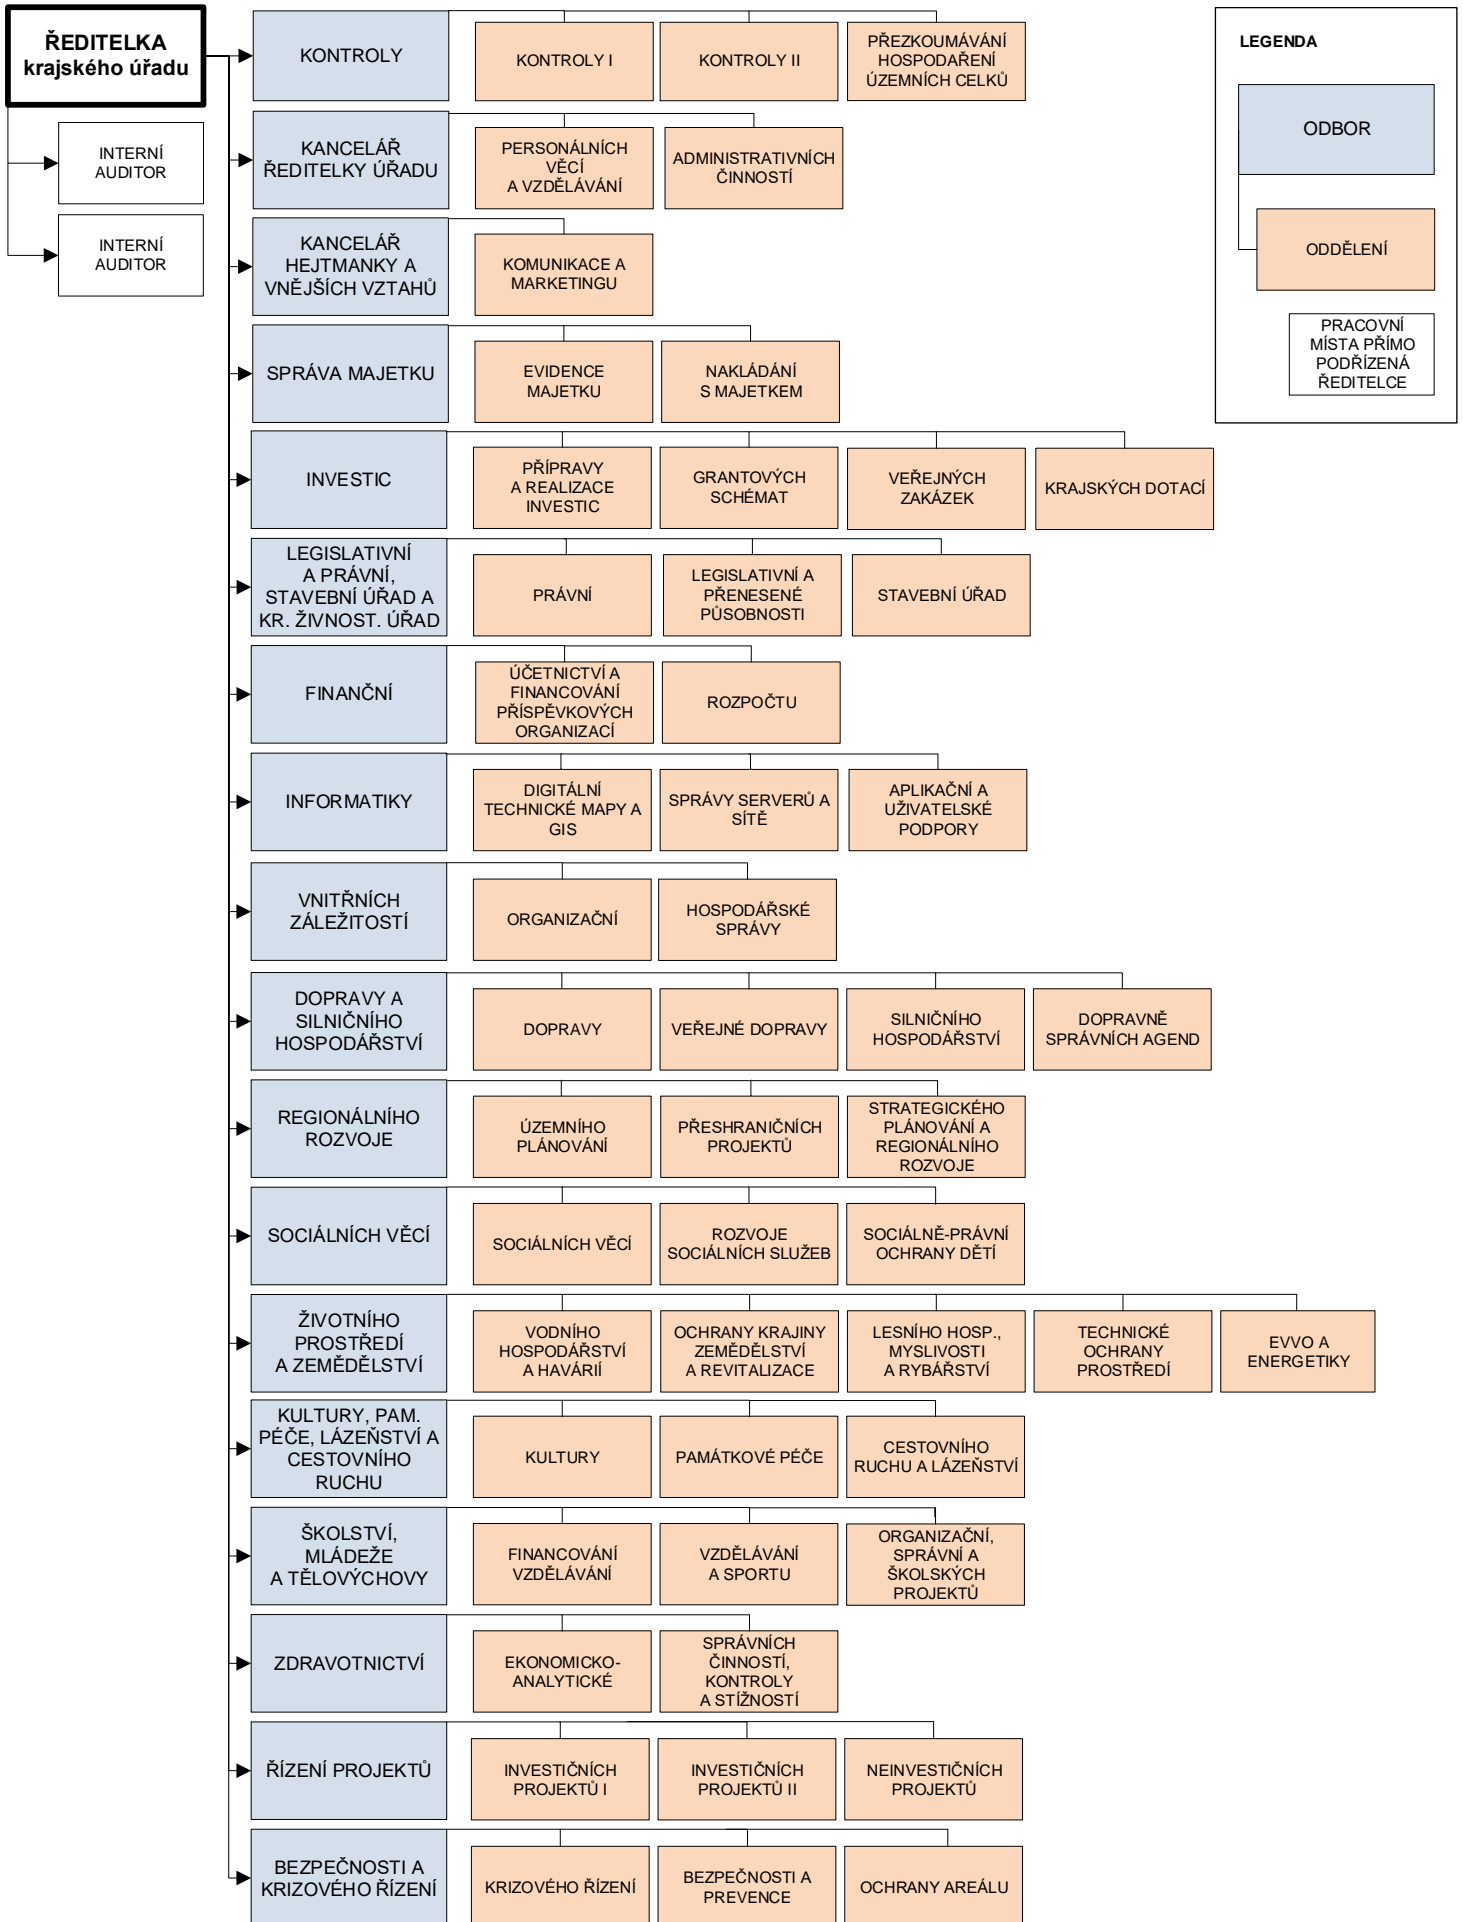 ŘEDITELKA
krajského úřadu
INTERNÍ
AUDITOR
INTERNÍ
AUDITOR
KONTROLY
KONTROLY I
KONTROLY II
PŘEZKOUMÁVÁNÍ
HOSPODAŘENÍ
ÚZEMNÍCH CELKŮ
KANCELÁŘ
ŘEDITELKY ÚŘADU
PERSONÁLNÍCH
VĚCÍ
A VZDĚLÁVÁNÍ
ADMINISTRATIVNÍCH
ČINNOSTÍ
KANCELÁŘ
HEJTMANKY A
VNĚJŠÍCH VZTAHŮ
KOMUNIKACE A
MARKETINGU
SPRÁVA MAJETKU
EVIDENCE
MAJETKU
NAKLÁDÁNÍ
S MAJETKEM
INVESTIC
PŘÍPRAVY
A REALIZACE
INVESTIC
GRANTOVÝCH
SCHÉMAT
VEŘEJNÝCH
ZAKÁZEK
KRAJSKÝCH DOTACÍ
LEGISLATIVNÍ
A PRÁVNÍ,
STAVEBNÍ ÚŘAD A
KR. ŽIVNOST. ÚŘAD
PRÁVNÍ
LEGISLATIVNÍ A
PŘENESENÉ
PŮSOBNOSTI
STAVEBNÍ ÚŘAD
FINANČNÍ
ÚČETNICTVÍ A
FINANCOVÁNÍ
PŘÍSPĚVKOVÝCH
ORGANIZACÍ
ROZPOČTU
INFORMATIKY
DIGITÁLNÍ
TECHNICKÉ MAPY A
GIS
SPRÁVY SERVERŮ A
SÍTĚ
APLIKAČNÍ A
UŽIVATELSKÉ
PODPORY
VNITŘNÍCH
ZÁLEŽITOSTÍ
ORGANIZAČNÍ
HOSPODÁŘSKÉ
SPRÁVY
DOPRAVY A
SILNIČNÍHO
HOSPODÁŘSTVÍ
DOPRAVY
VEŘEJNÉ DOPRAVY
SILNIČNÍHO
HOSPODÁŘSTVÍ
DOPRAVNĚ
SPRÁVNÍCH AGEND
REGIONÁLNÍHO
ROZVOJE
ÚZEMNÍHO
PLÁNOVÁNÍ
PŘESHRANIČNÍCH
PROJEKTŮ
STRATEGICKÉHO
PLÁNOVÁNÍ A
REGIONÁLNÍHO
ROZVOJE
SOCIÁLNÍCH VĚCÍ
SOCIÁLNÍCH VĚCÍ
ROZVOJE
SOCIÁLNÍCH SLUŽEB
SOCIÁLNĚ-PRÁVNÍ
OCHRANY DĚTÍ
ŽIVOTNÍHO
PROSTŘEDÍ
A ZEMĚDĚLSTVÍ
VODNÍHO
HOSPODÁŘSTVÍ
A HAVÁRIÍ
OCHRANY KRAJINY
ZEMĚDĚLSTVÍ
A REVITALIZACE
LESNÍHO HOSP.,
MYSLIVOSTI
A RYBÁŘSTVÍ
TECHNICKÉ
OCHRANY
PROSTŘEDÍ
EVVO A
ENERGETIKY
KULTURY, PAM.
PÉČE, LÁZEŇSTVÍ A
CESTOVNÍHO
RUCHU
KULTURY
PAMÁTKOVÉ PÉČE
CESTOVNÍHO
RUCHU A LÁZEŇSTVÍ
ŠKOLSTVÍ,
MLÁDEŽE
A TĚLOVÝCHOVY
FINANCOVÁNÍ
VZDĚLÁVÁNÍ
VZDĚLÁVÁNÍ
A SPORTU
ORGANIZAČNÍ,
SPRÁVNÍ A
ŠKOLSKÝCH
PROJEKTŮ
ZDRAVOTNICTVÍ
EKONOMICKO-
ANALYTICKÉ
SPRÁVNÍCH
ČINNOSTÍ,
KONTROLY
A STÍŽNOSTÍ
ŘÍZENÍ PROJEKTŮ
INVESTIČNÍCH
PROJEKTŮ I
INVESTIČNÍCH
PROJEKTŮ II
NEINVESTIČNÍCH
PROJEKTŮ
BEZPEČNOSTI A
KRIZOVÉHO ŘÍZENÍ
KRIZOVÉHO ŘÍZENÍ
BEZPEČNOSTI A
PREVENCE
OCHRANY AREÁLU
LEGENDA
ODBOR
ODDĚLENÍ
PRACOVNÍ
MÍSTA PŘÍMO
PODŘÍZENÁ
ŘEDITELCE